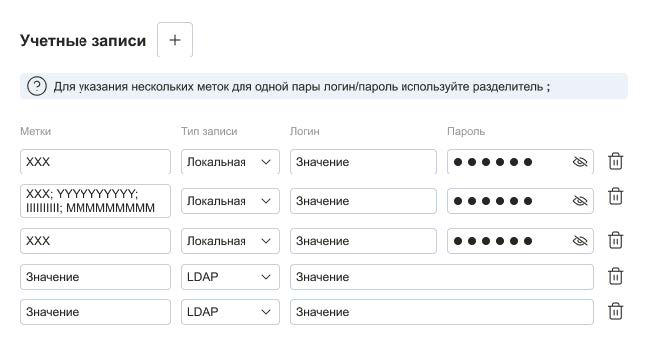 Учетные записи +
Для указания нескольких меток для одной пары логин/пароль используйте разделитель ;
Метки Тип записи Логин Пароль
XXX Локальная Значение
XXX; YYYYYYYYYY;
IIIIIIIIII; MMMMMMMMM Локальная Значение
XXX Локальная Значение
Значение LDAP Значение
Значение LDAP Значение